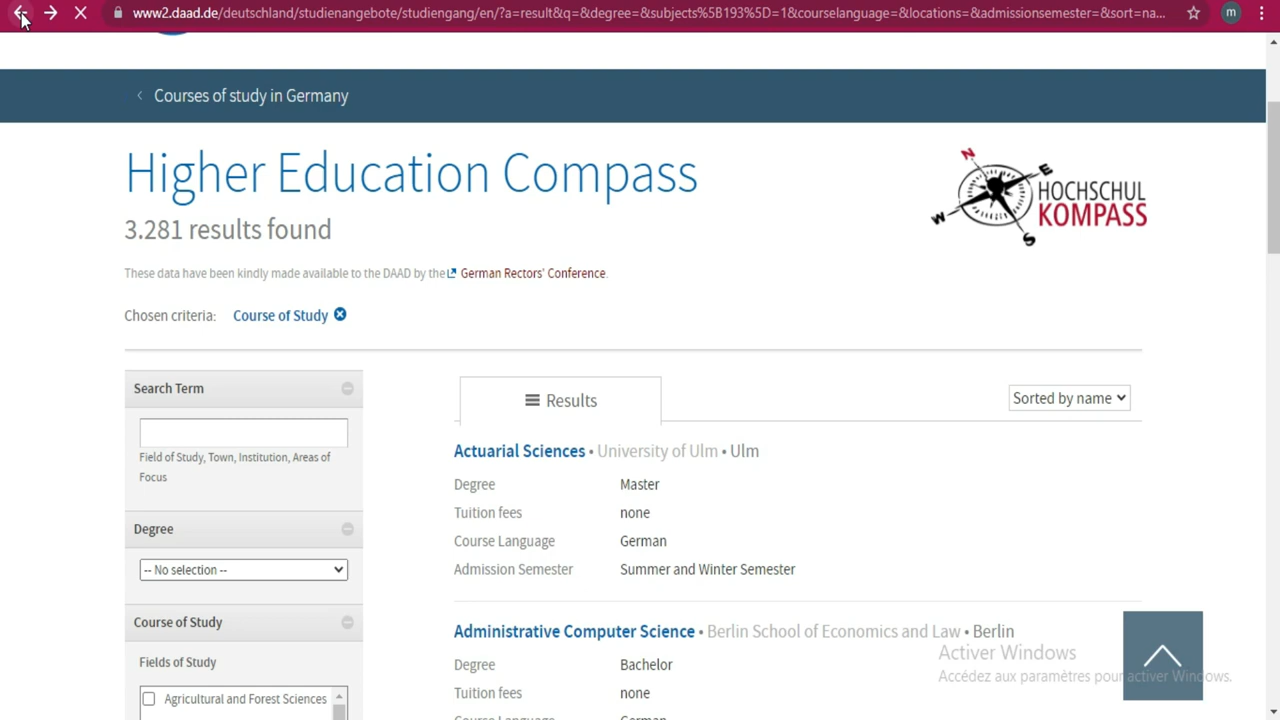 www2.daad.de/deutschland/studienangebote/studiengang/en/?a=result&q=&degree=&subjects%5B193%5D=1&courselanguage=&locations=&admissionsemester=&sort=na...
m
Courses of study in Germany
Higher Education Compass
3.281 results found
These data have been kindly made available to the DAAD by the German Rectors' Conference.
Chosen criteria: Course of Study
N
E
W
S
HOCHSCHUL
KOMPASS
Search Term
Field of Study, Town, Institution, Areas of
Focus
Degree
-- No selection --
Course of Study
Fields of Study
Agricultural and Forest Sciences
Results
Sorted by name
Actuarial Sciences • University of Ulm • Ulm
Degree Master
Tuition fees none
Course Language German
Admission Semester Summer and Winter Semester
Administrative Computer Science • Berlin School of Economics and Law • Berlin
Degree Bachelor
Tuition fees none
Course Language German
Activer Windows
Accédez aux paramètres pour activer Windows.